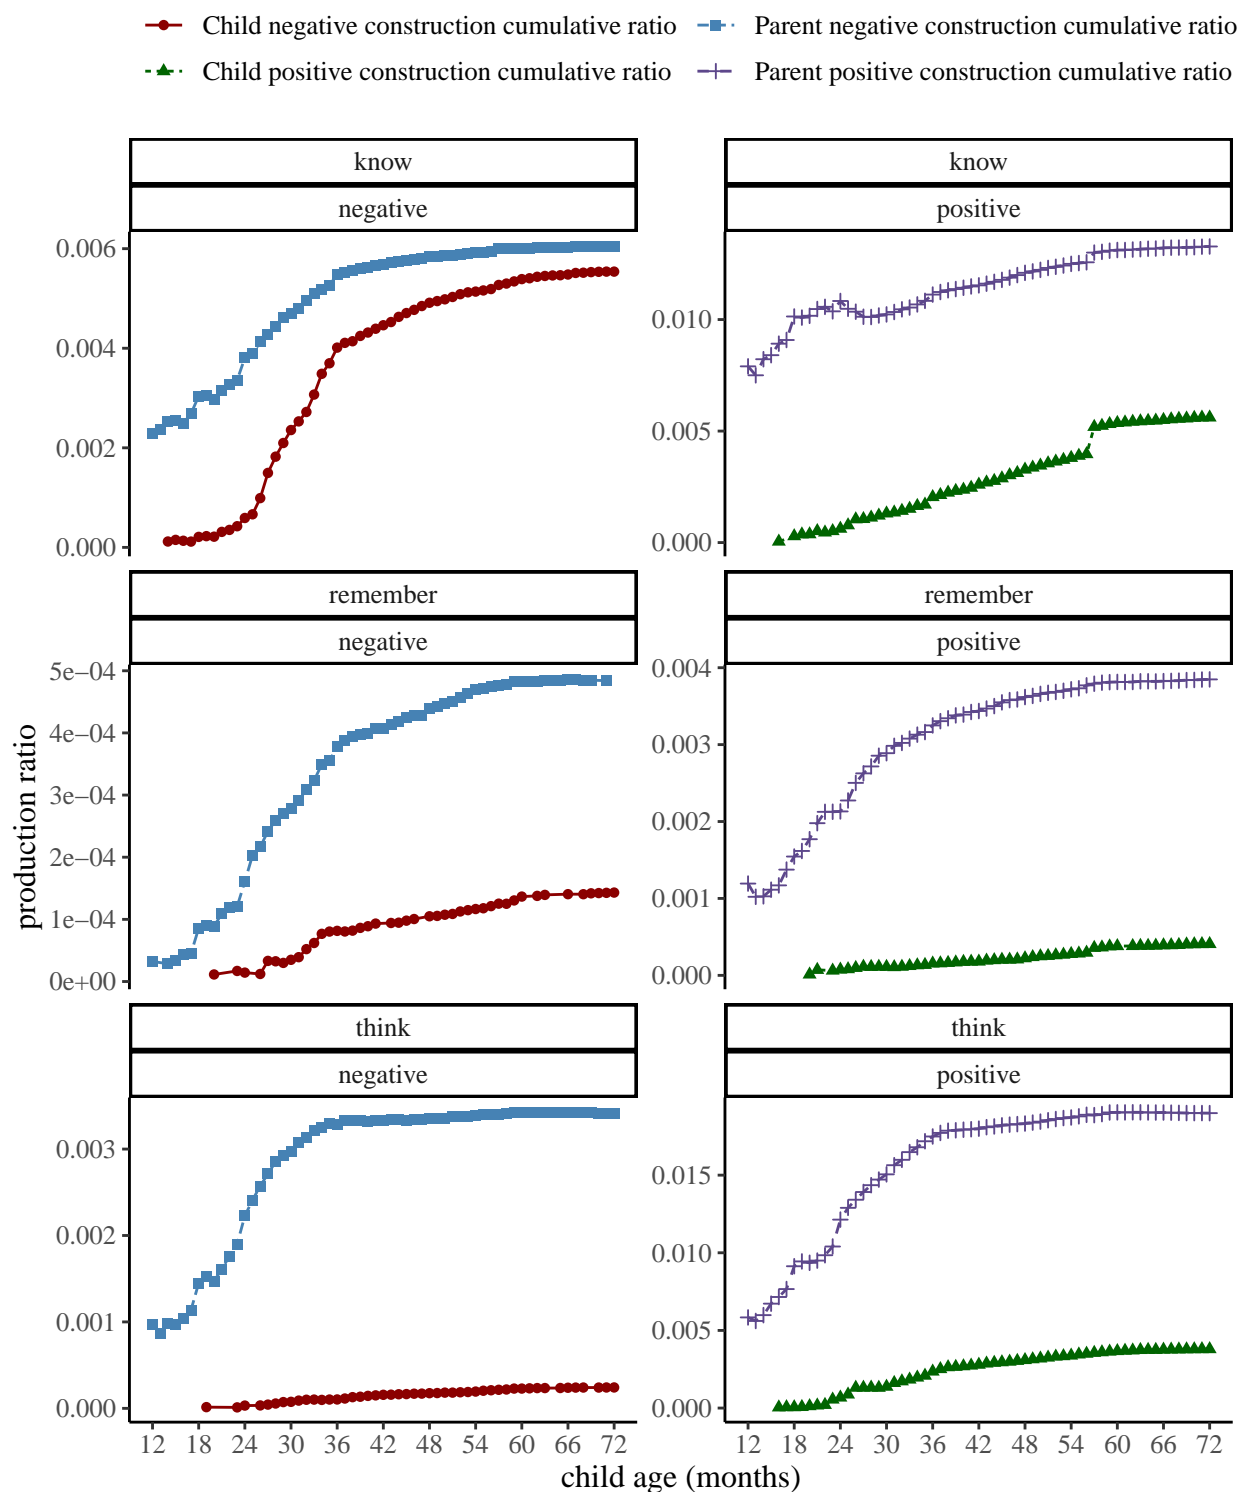 Child negative construction cumulative ratio Parent negative construction cumulative ratio
Child positive construction cumulative ratio Parent positive construction cumulative ratio
know
negative
0.006
0.004
0.002
0.000
know
positive
0.010
0.005
0.000
remember
negative
5e−04
4e−04
3e−04
2e−04
1e−04
0e+00
remember
positive
0.004
0.003
0.002
0.001
0.000
think
negative
0.003
0.002
0.001
0.000
think
positive
0.015
0.010
0.005
0.000
12 18 24 30 36 42 48 54 60 66 72
12 18 24 30 36 42 48 54 60 66 72
child age (months)
production ratio